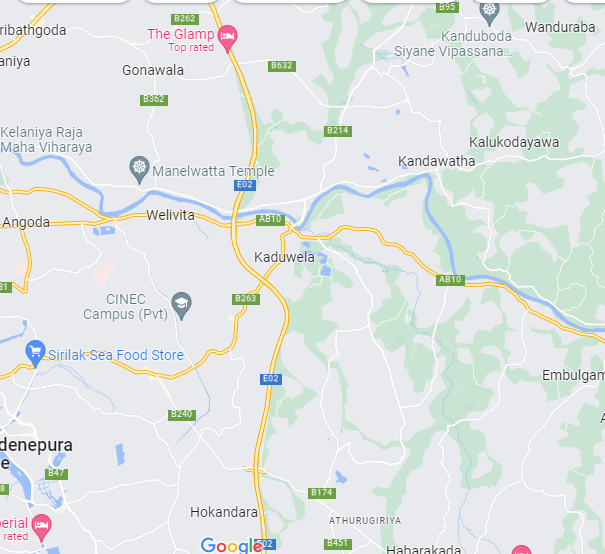 B262
B95
ribathgoda
The Glamp
Top rated
Kanduboda
Siyane Vipassana...
Wanduraba
aniya
Gonawala
B632
B362
B214
Kelaniya Raja
Maha Viharaya
Kalukodayawa
Kandawatha
Manelwatta Temple
E02
Angoda
Welivita
AB10
Kaduwela
AB10
B1
CINEC
Campus (Pvt)
B263
Sirilak Sea Food Store
E02
Embulgam
B240
denepura
e
B47
B174
Hokandara
ATHURUGIRIYA
perial
rated
Google
E02
B451
Habarakada